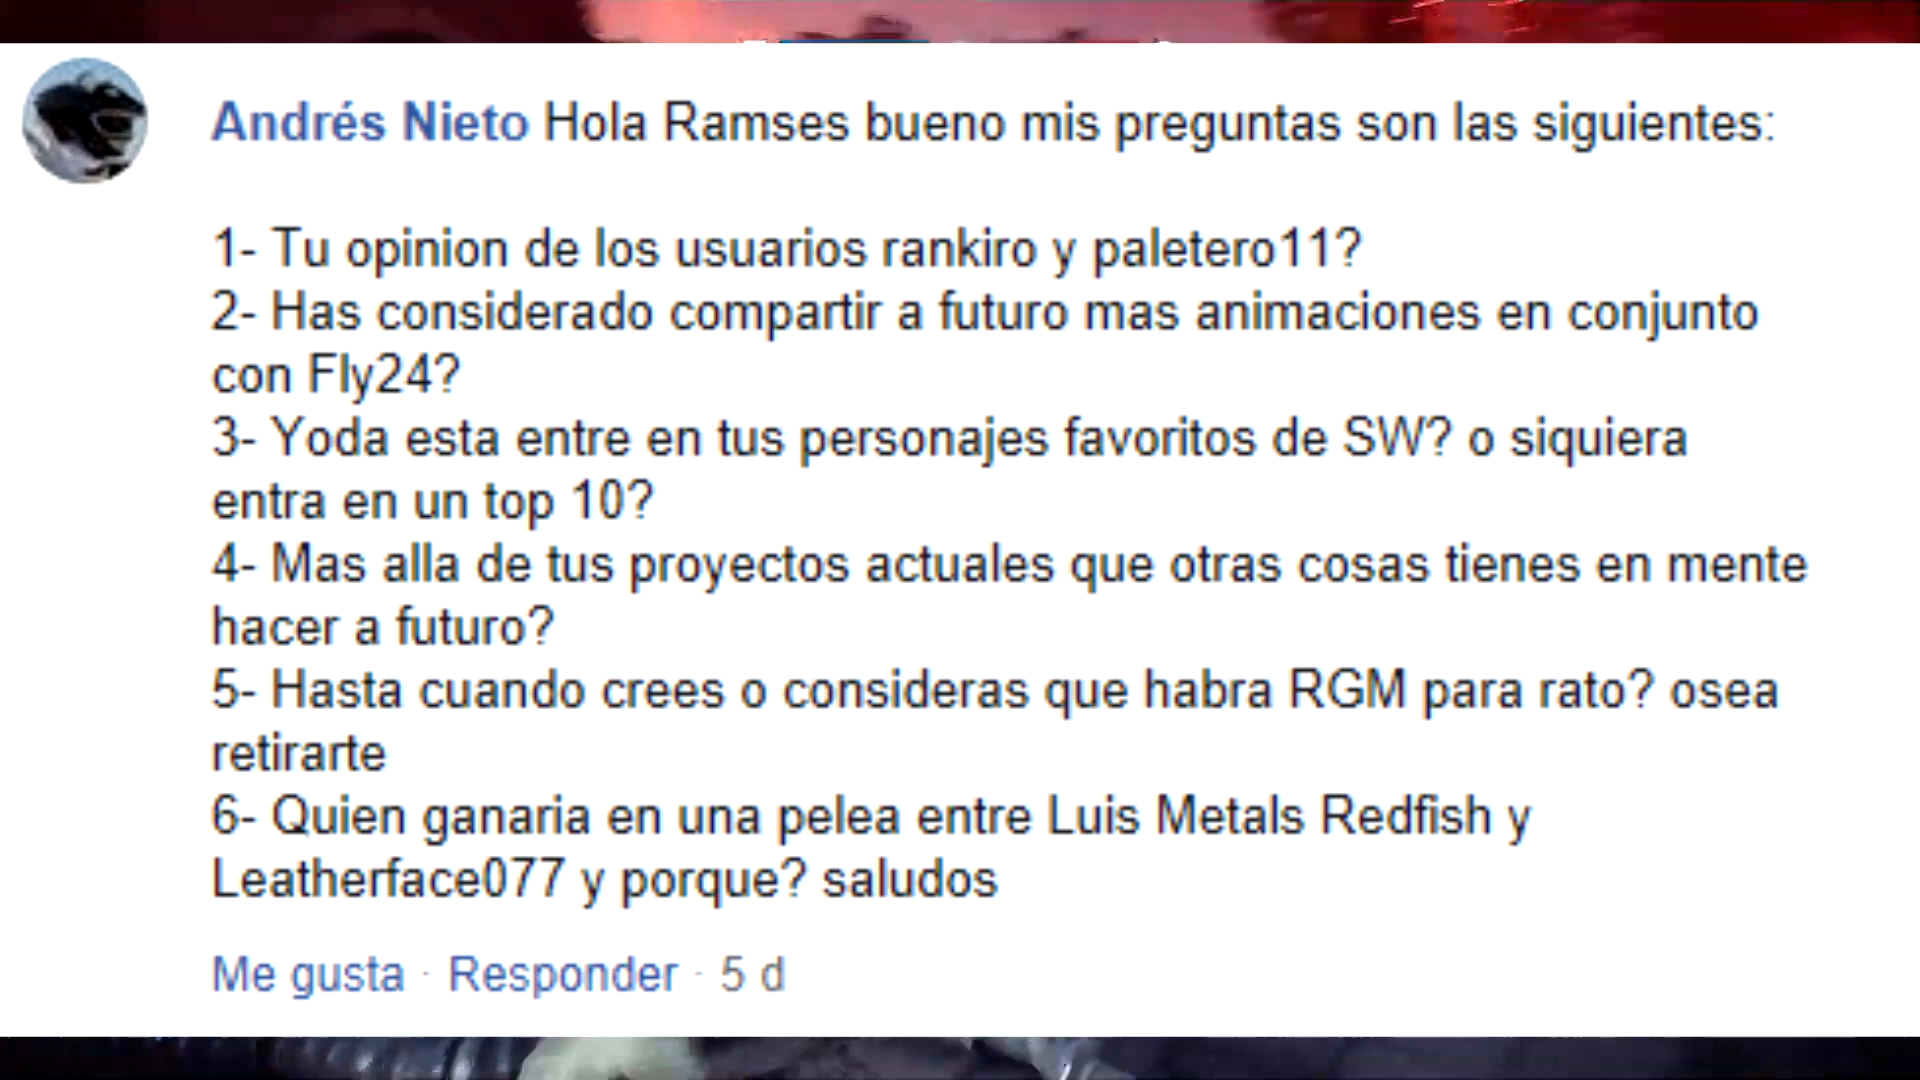 Andrés Nieto Hola Ramses bueno mis preguntas son las siguientes:
1- Tu opinion de los usuarios rankiro y paletero11?
2- Has considerado compartir a futuro mas animaciones en conjunto
con Fly24?
3- Yoda esta entre en tus personajes favoritos de SW? o siquiera
entra en un top 10?
4- Mas alla de tus proyectos actuales que otras cosas tienes en mente
hacer a futuro?
5- Hasta cuando crees o consideras que habra RGM para rato? osea
retirarte
6- Quien ganaria en una pelea entre Luis Metals Redfish y
Leatherface077 y porque? saludos
Me gusta · Responder · 5 d